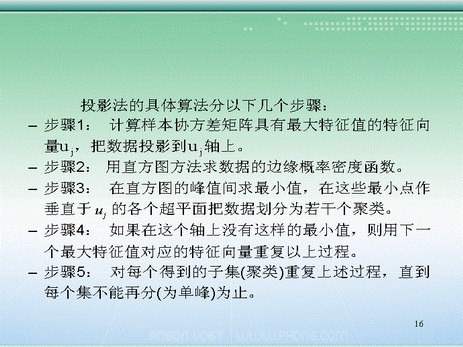 投影法的具体算法分以下几个步骤：
– 步骤1： 计算样本协方差矩阵具有最大特征值的特征向
量uj，把数据投影到uj轴上。
– 步骤2： 用直方图方法求数据的边缘概率密度函数。
– 步骤3： 在直方图的峰值间求最小值，在这些最小点作
垂直于 uj 的各个超平面把数据划分为若干个聚类。
– 步骤4： 如果在这个轴上没有这样的最小值，则用下一
个最大特征值对应的特征向量重复以上过程。
– 步骤5： 对每个得到的子集(聚类)重复上述过程，直到
每个集不能再分(为单峰)为止。
16